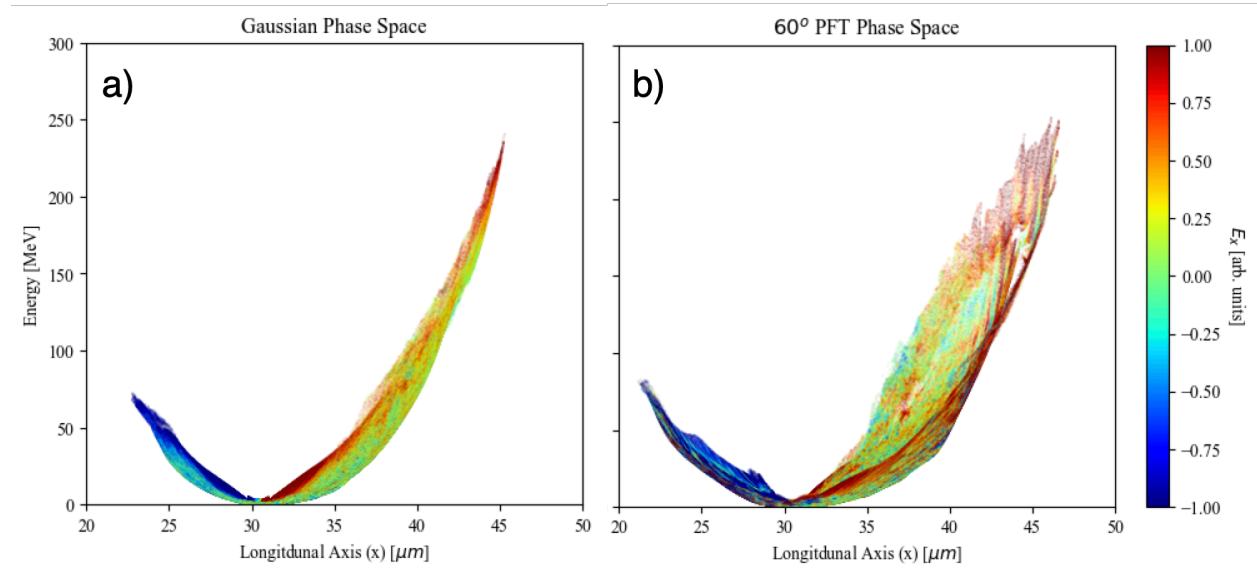 Gaussian Phase Space
a)
300
250
200
150
100
50
0
Energy [MeV]
20 25 30 35 40 45 50
Longitdunal Axis (x) [μm]
60° PFT Phase Space
b)
20 25 30 35 40 45 50
Longitdunal Axis (x) [μm]
1.00
0.75
0.50
0.25
0.00
−0.25
−0.50
−0.75
−1.00
Ex [arb. units]